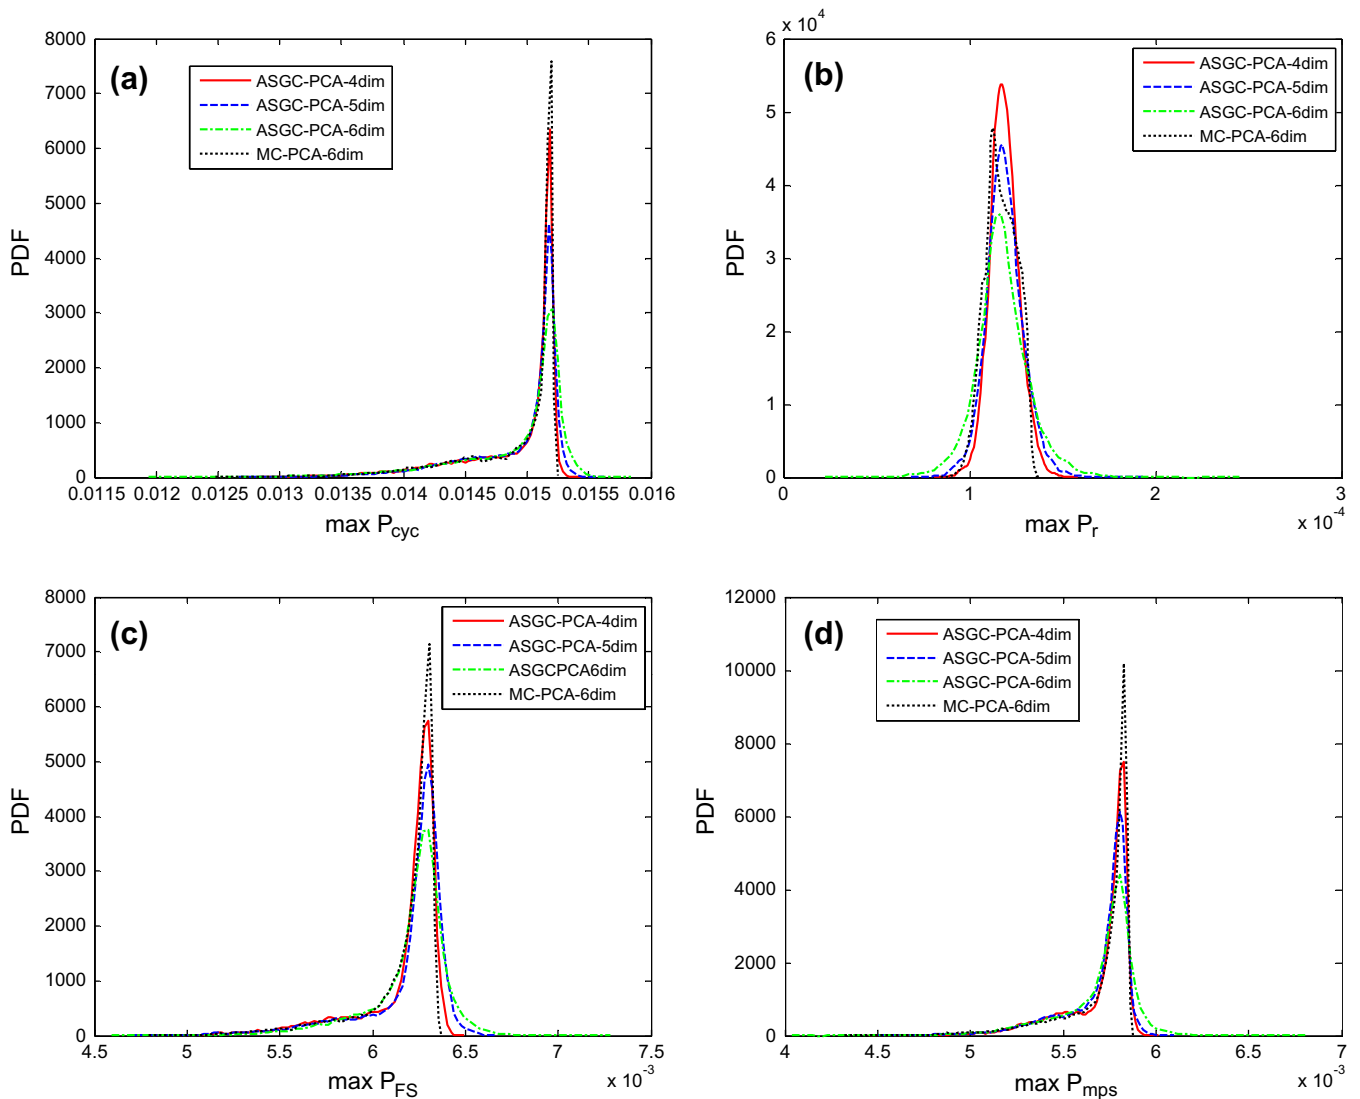 (a)
8000
7000
6000
5000
4000
3000
2000
1000
0
PDF
ASGC-PCA-4dim
ASGC-PCA-5dim
ASGC-PCA-6dim
MC-PCA-6dim
0.0115 0.012 0.0125 0.013 0.0135 0.014 0.0145 0.015 0.0155 0.016
max P_cyc
(b)
x 10^4
6
5
4
3
2
1
0
PDF
ASGC-PCA-4dim
ASGC-PCA-5dim
ASGC-PCA-6dim
MC-PCA-6dim
0 1 2 3
max P_r
x 10^-4
(c)
8000
7000
6000
5000
4000
3000
2000
1000
0
PDF
ASGC-PCA-4dim
ASGC-PCA-5dim
ASGCPCA6dim
MC-PCA-6dim
4.5 5 5.5 6 6.5 7 7.5
max P_FS
x 10^-3
(d)
12000
10000
8000
6000
4000
2000
0
PDF
ASGC-PCA-4dim
ASGC-PCA-5dim
ASGC-PCA-6dim
MC-PCA-6dim
4 4.5 5 5.5 6 6.5 7
max P_mps
x 10^-3